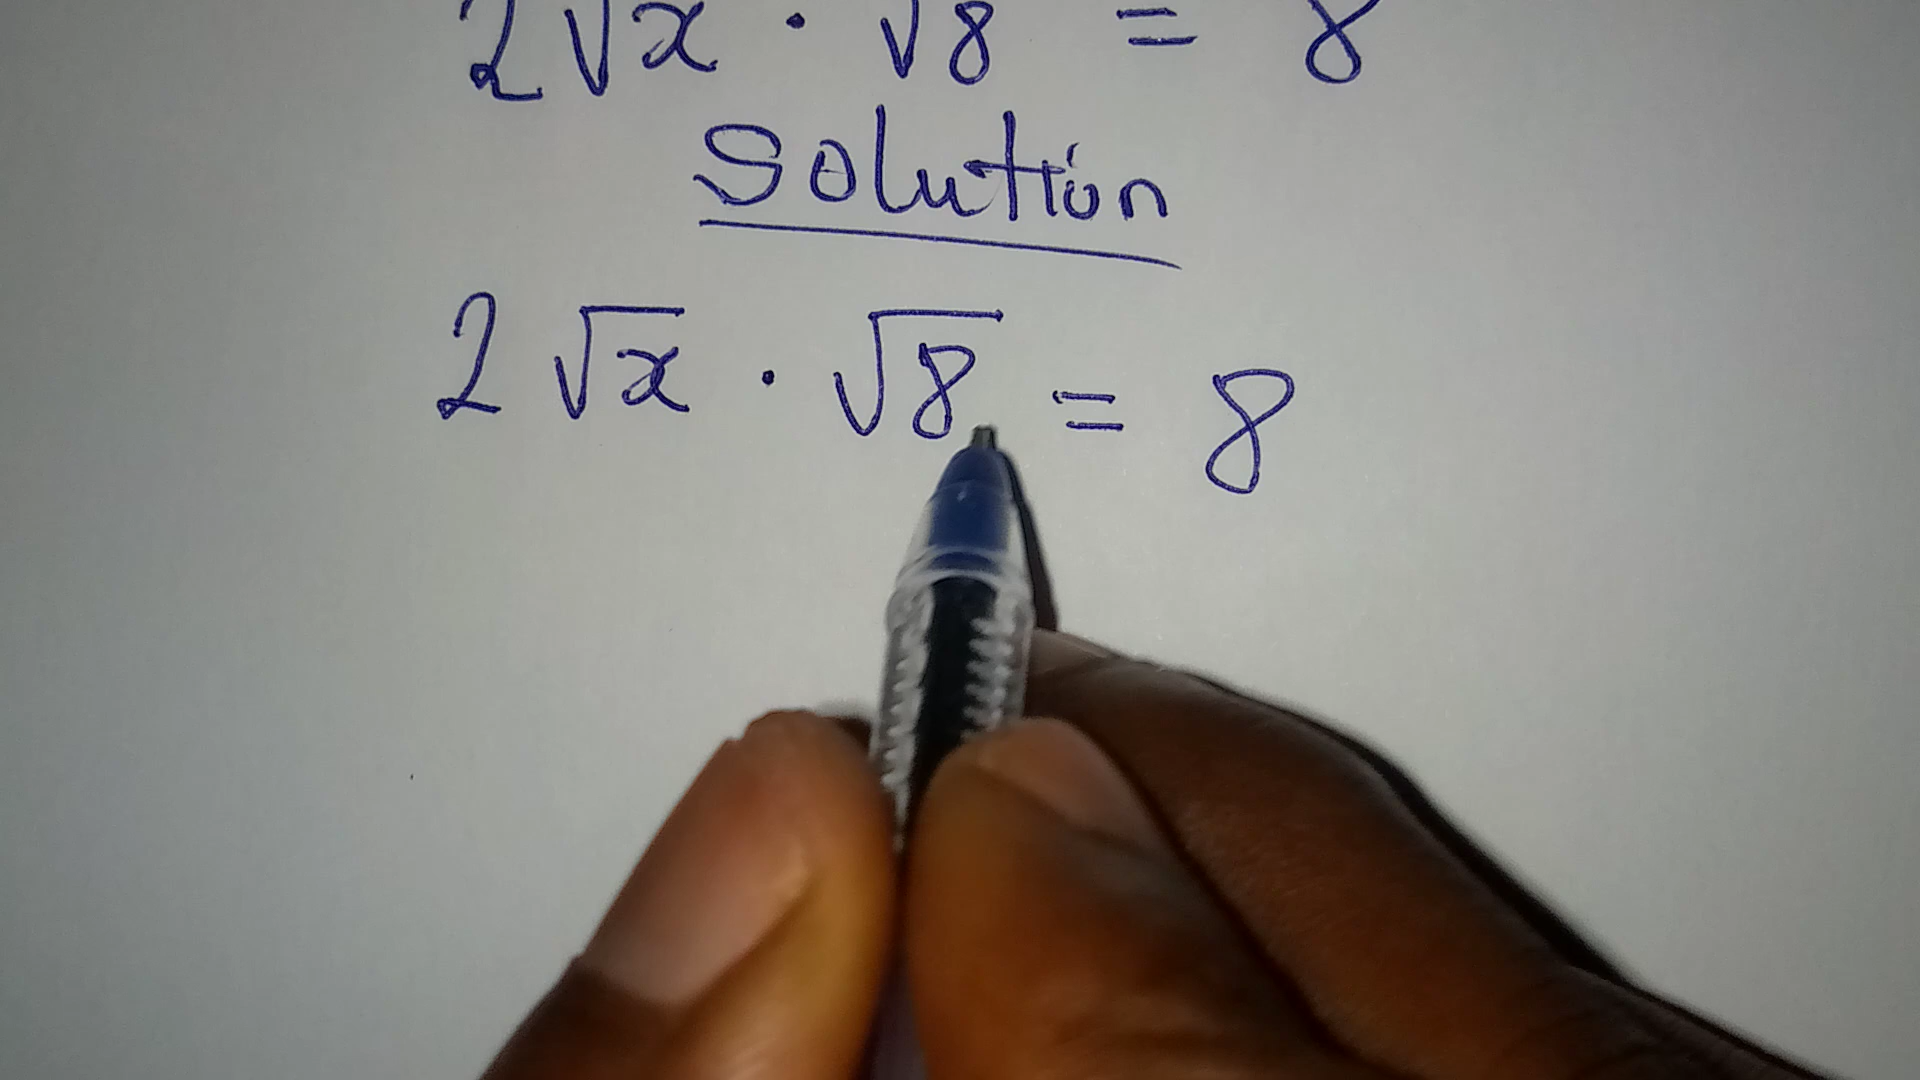 2√x · √8 = 8
Solution
2√x · √8 = 8